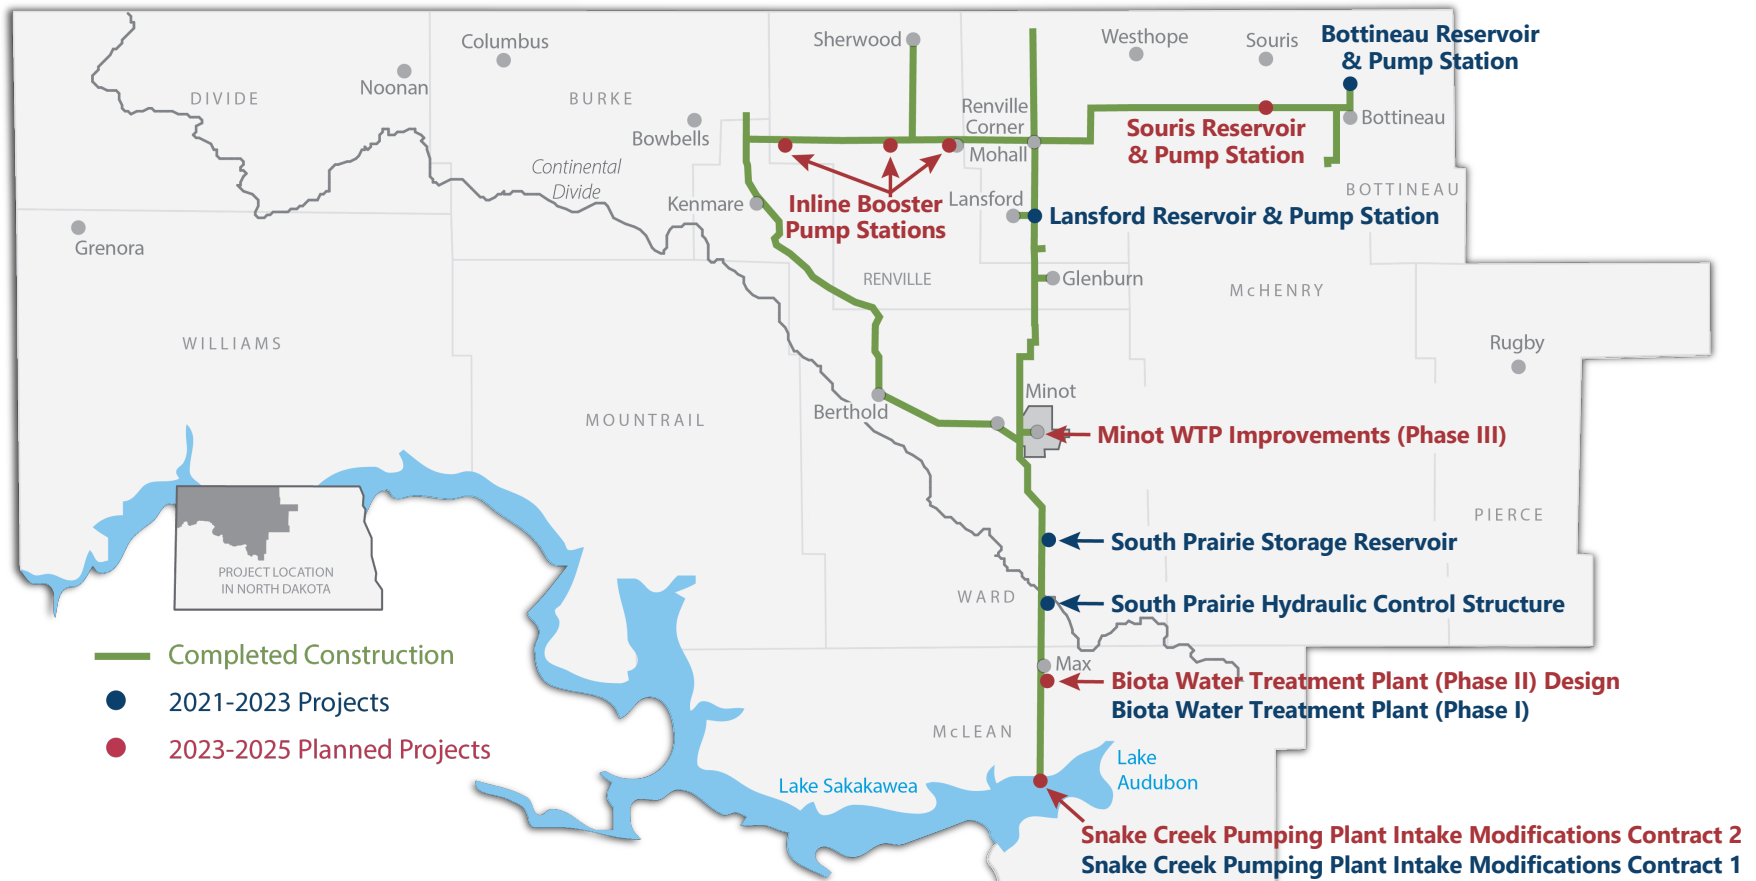 Columbus
Sherwood
Westhope
Souris
Bottineau Reservoir
& Pump Station
Noonan
DIVIDE
BURKE
Bowbells
Renville
Corner
Mohall
Bottineau
Souris Reservoir
& Pump Station
Continental
Divide
Kenmare
Inline Booster
Pump Stations
Lansford
BOTTINEAU
Lansford Reservoir & Pump Station
Grenora
RENVILLE
Glenburn
McHENRY
WILLIAMS
Rugby
Minot
Berthold
MOUNTRAIL
Minot WTP Improvements (Phase III)
PIERCE
South Prairie Storage Reservoir
PROJECT LOCATION
IN NORTH DAKOTA
WARD
South Prairie Hydraulic Control Structure
Completed Construction
2021-2023 Projects
2023-2025 Planned Projects
Max
Biota Water Treatment Plant (Phase II) Design
Biota Water Treatment Plant (Phase I)
McLEAN
Lake
Audubon
Lake Sakakawea
Snake Creek Pumping Plant Intake Modifications Contract 2
Snake Creek Pumping Plant Intake Modifications Contract 1